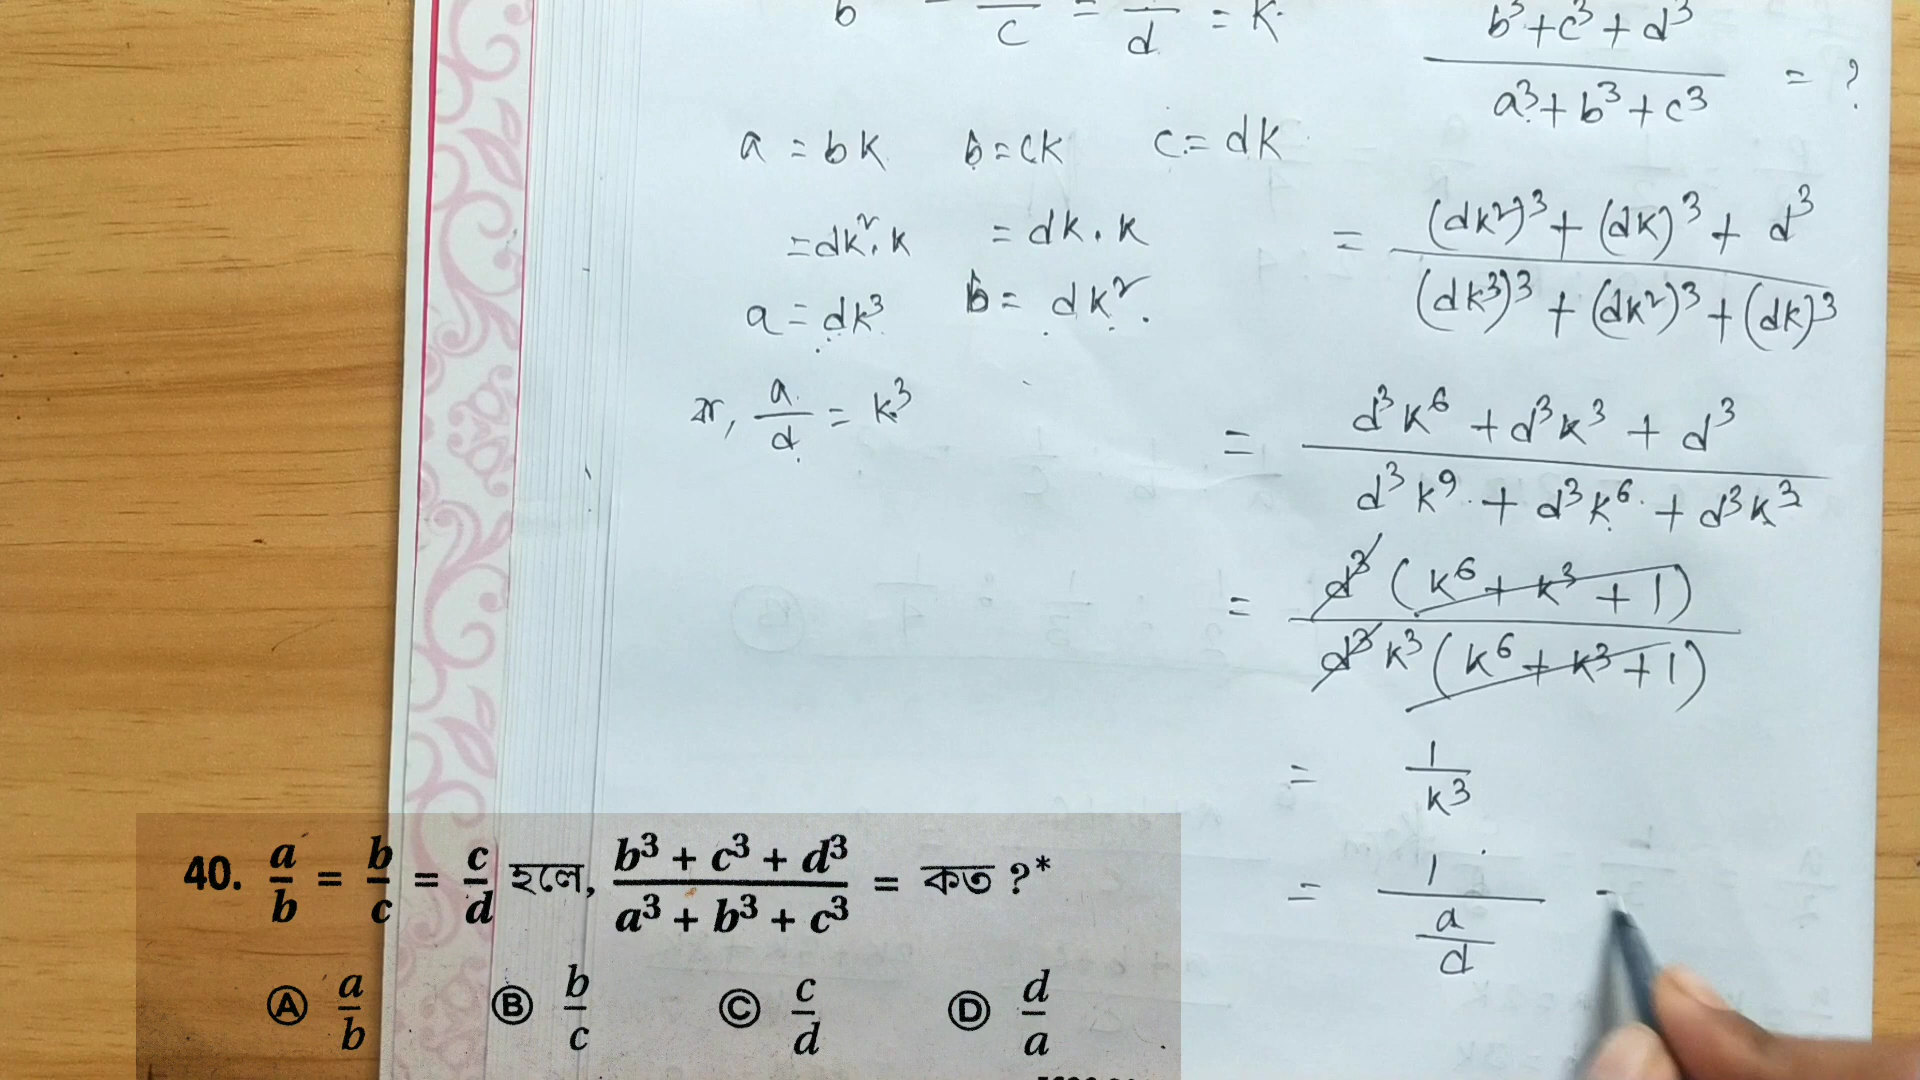 b = — c = — d = k.
b³+c³+d³ / a³+b³+c³ = ?
a = bk b = ck c = dk
= dk². k = dk. k
a = dk³ b = dk².
= (dk²)³ + (dk)³ + d³ / (dk³)³ + (dk²)³ + (dk)³
বা, a/d = k³
= d³k⁶ + d³k³ + d³ / d³k⁹ + d³k⁶ + d³k³
= d³ (k⁶ + k³ + 1) / d³k³ (k⁶ + k³ + 1)
= 1/k³
= 1 / a/d =
40. a/b = b/c = c/d হলে, b³ + c³ + d³ / a³ + b³ + c³ = কত ?*
Ⓐ a/b Ⓑ b/c Ⓒ c/d Ⓓ d/a